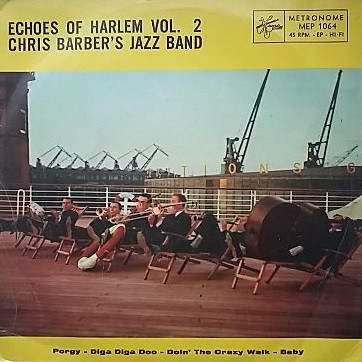 ECHOES OF HARLEM VOL. 2
CHRIS BARBER'S JAZZ BAND
METRONOME
MEP 1064
45 RPM - EP - HI-FI
TIONS G
Porgy - Diga Diga Doo - Doin' The Crazy Walk - Baby